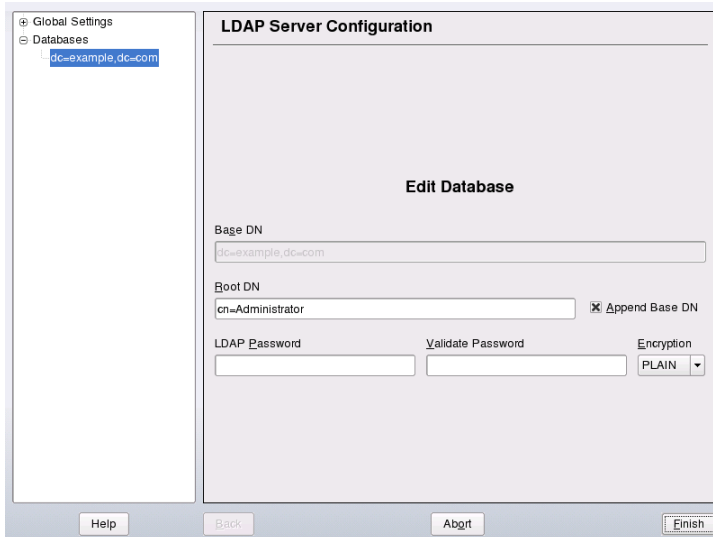 Global Settings
Databases
dc=example,dc=com
LDAP Server Configuration
Edit Database
Base DN
dc=example,dc=com
Root DN
cn=Administrator
Append Base DN
LDAP Password
Validate Password
Encryption
PLAIN
Help
Back
Abort
Finish